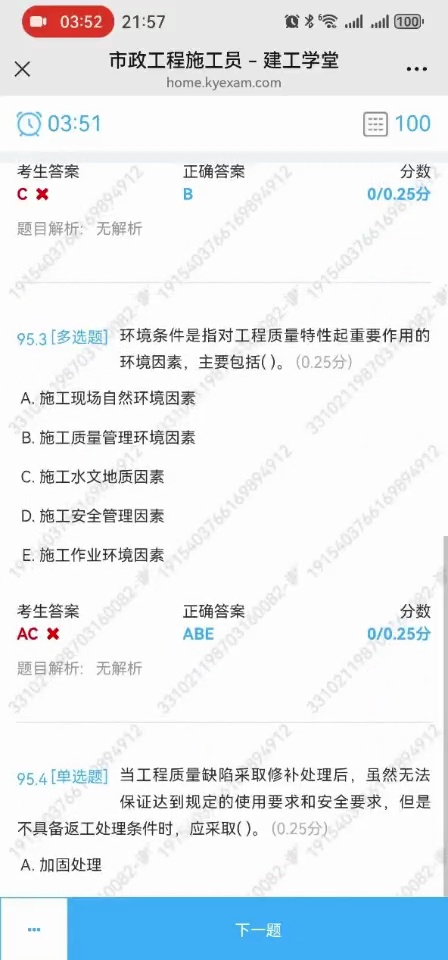 03:52 21:57 6 100
市政工程施工员 – 建工学堂
home.kyexam.com
03:51 100
考生答案 正确答案 分数
C ✖ B 0/0.25分
题目解析: 无解析
95.3 [多选题] 环境条件是指对工程质量特性起重要作用的
环境因素，主要包括( )。 (0.25分)
A. 施工现场自然环境因素
B. 施工质量管理环境因素
C. 施工水文地质因素
D. 施工安全管理因素
E. 施工作业环境因素
考生答案 正确答案 分数
AC ✖ ABE 0/0.25分
题目解析: 无解析
95.4 [单选题] 当工程质量缺陷采取修补处理后，虽然无法
保证达到规定的使用要求和安全要求，但是
不具备返工处理条件时，应采取( )。 (0.25分)
A. 加固处理
下一题
331021198703160082-
1915403766169894912